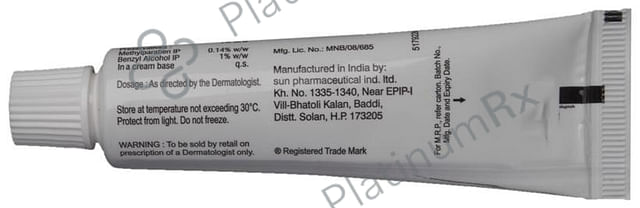 Methylparaben IP 0.14% w/w
Benzyl Alcohol IP 1% w/w
In a cream base q.s.
Dosage : As directed by the Dermatologist.
Store at temperature not exceeding 30°C.
Protect from light. Do not freeze.
WARNING : To be sold by retail on
prescription of a Dermatologist only.
Mfg. Lic. No.: MNB/08/685
Manufactured in India by:
sun pharmaceutical ind. ltd.
Kh. No. 1335-1340, Near EPIP-I
Vill-Bhatoli Kalan, Baddi,
Distt. Solan, H.P. 173205
® Registered Trade Mark
For M.R.P., refer carton, Batch No.,
Mfg. Date and Expiry Date.
PlatinumRx